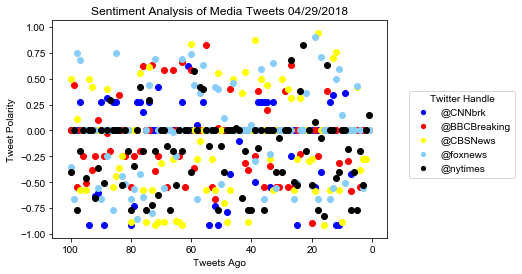 Sentiment Analysis of Media Tweets 04/29/2018
1.00
0.75
0.50
0.25
0.00
−0.25
−0.50
−0.75
−1.00
Tweet Polarity
100
80
60
40
20
0
Tweets Ago
Twitter Handle
@CNNbrk
@BBCBreaking
@CBSNews
@foxnews
@nytimes